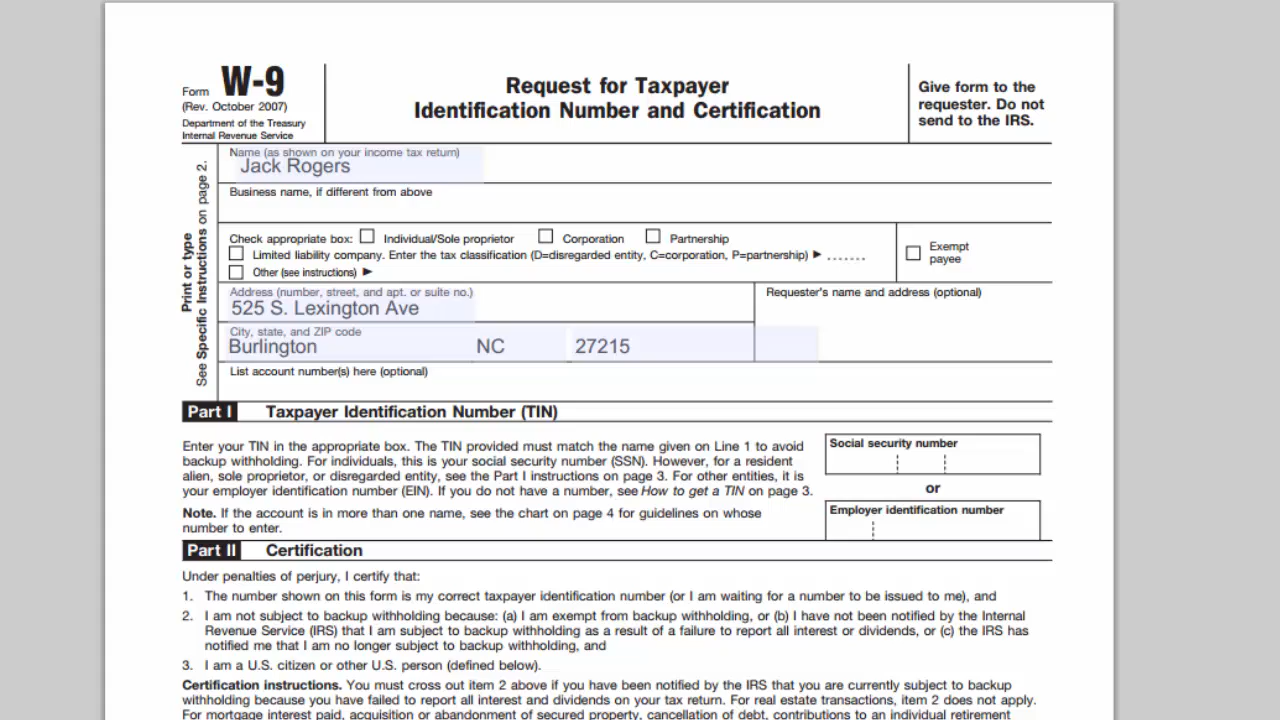 Form W-9
(Rev. October 2007)
Department of the Treasury
Internal Revenue Service
Request for Taxpayer
Identification Number and Certification
Give form to the
requester. Do not
send to the IRS.
Print or type
See Specific Instructions on page 2.
Name (as shown on your income tax return)
Jack Rogers
Business name, if different from above
Check appropriate box: Individual/Sole proprietor Corporation Partnership
Limited liability company. Enter the tax classification (D=disregarded entity, C=corporation, P=partnership) ▶ .......
Other (see instructions) ▶
Exempt
payee
Address (number, street, and apt. or suite no.)
525 S. Lexington Ave
Requester's name and address (optional)
City, state, and ZIP code
Burlington NC 27215
List account number(s) here (optional)
Part I Taxpayer Identification Number (TIN)
Enter your TIN in the appropriate box. The TIN provided must match the name given on Line 1 to avoid
backup withholding. For individuals, this is your social security number (SSN). However, for a resident
alien, sole proprietor, or disregarded entity, see the Part I instructions on page 3. For other entities, it is
your employer identification number (EIN). If you do not have a number, see How to get a TIN on page 3.
Note. If the account is in more than one name, see the chart on page 4 for guidelines on whose
number to enter.
Social security number
or
Employer identification number
Part II Certification
Under penalties of perjury, I certify that:
1. The number shown on this form is my correct taxpayer identification number (or I am waiting for a number to be issued to me), and
2. I am not subject to backup withholding because: (a) I am exempt from backup withholding, or (b) I have not been notified by the Internal
Revenue Service (IRS) that I am subject to backup withholding as a result of a failure to report all interest or dividends, or (c) the IRS has
notified me that I am no longer subject to backup withholding, and
3. I am a U.S. citizen or other U.S. person (defined below).
Certification instructions. You must cross out item 2 above if you have been notified by the IRS that you are currently subject to backup
withholding because you have failed to report all interest and dividends on your tax return. For real estate transactions, item 2 does not apply.
For mortgage interest paid, acquisition or abandonment of secured property, cancellation of debt, contributions to an individual retirement